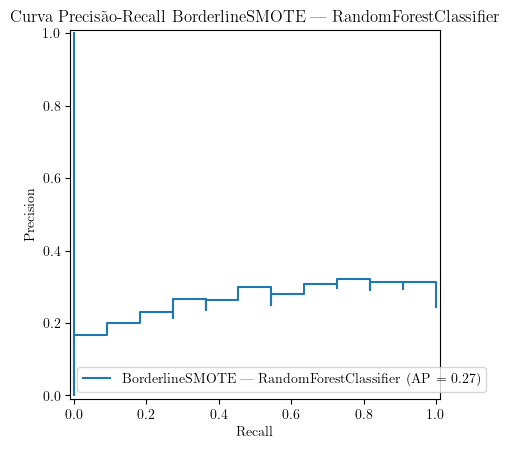 Curva Precisão-Recall BorderlineSMOTE — RandomForestClassifier
1.0
0.8
0.6
0.4
0.2
0.0
Precision
BorderlineSMOTE — RandomForestClassifier (AP = 0.27)
0.0 0.2 0.4 0.6 0.8 1.0
Recall